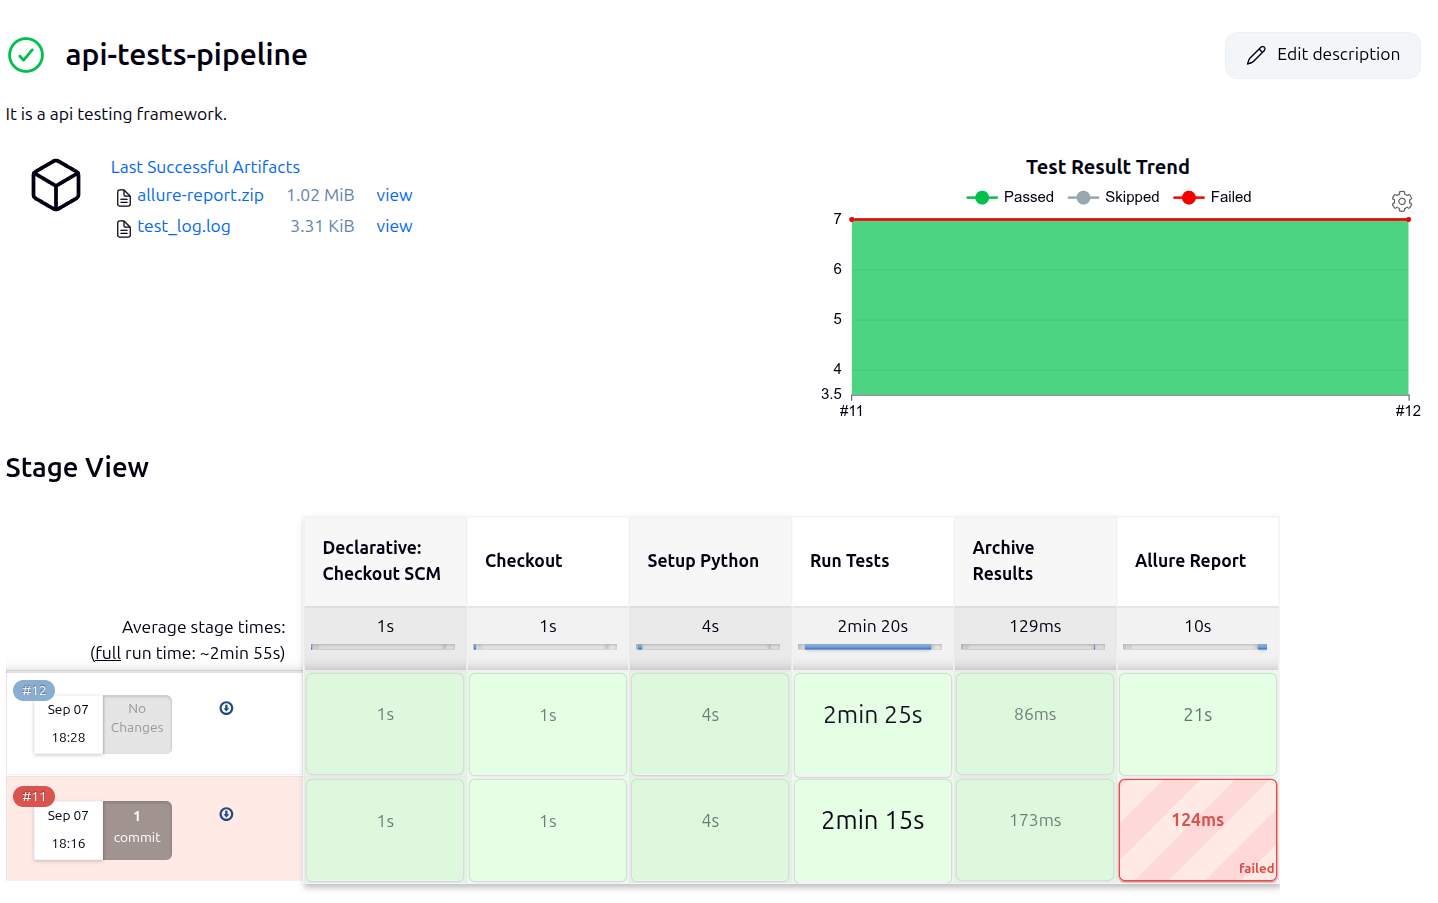 api-tests-pipeline
Edit description
It is a api testing framework.
Last Successful Artifacts
allure-report.zip 1.02 MiB view
test_log.log 3.31 KiB view
Test Result Trend
Passed Skipped Failed
7
6
5
4
3.5
#11 #12
Stage View
Declarative: Checkout SCM
Checkout
Setup Python
Run Tests
Archive Results
Allure Report
Average stage times:
(full run time: ~2min 55s)
1s 1s 4s 2min 20s 129ms 10s
#12
Sep 07
18:28
No
Changes
1s 1s 4s 2min 25s 86ms 21s
#11
Sep 07
18:16
1
commit
1s 1s 4s 2min 15s 173ms 124ms
failed